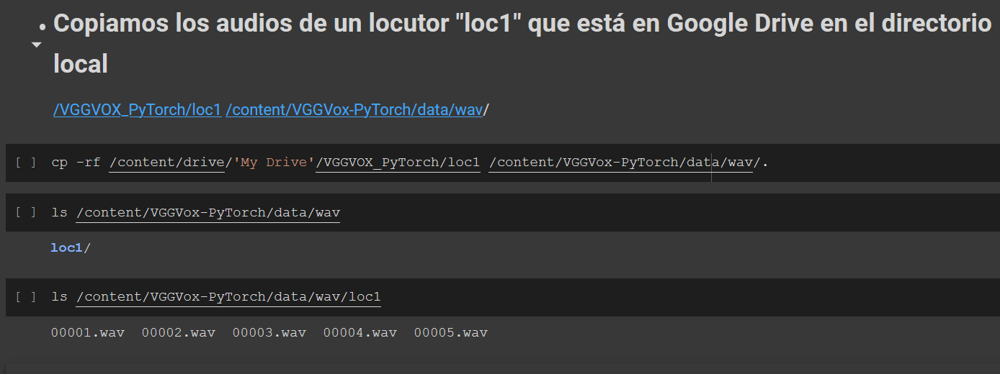 Copiamos los audios de un locutor "loc1" que está en Google Drive en el directorio
local
/VGGVOX_PyTorch/loc1 /content/VGGVox-PyTorch/data/wav/
[ ] cp -rf /content/drive/'My Drive'/VGGVOX_PyTorch/loc1 /content/VGGVox-PyTorch/data/wav/.
[ ] ls /content/VGGVox-PyTorch/data/wav
loc1/
[ ] ls /content/VGGVox-PyTorch/data/wav/loc1
00001.wav 00002.wav 00003.wav 00004.wav 00005.wav